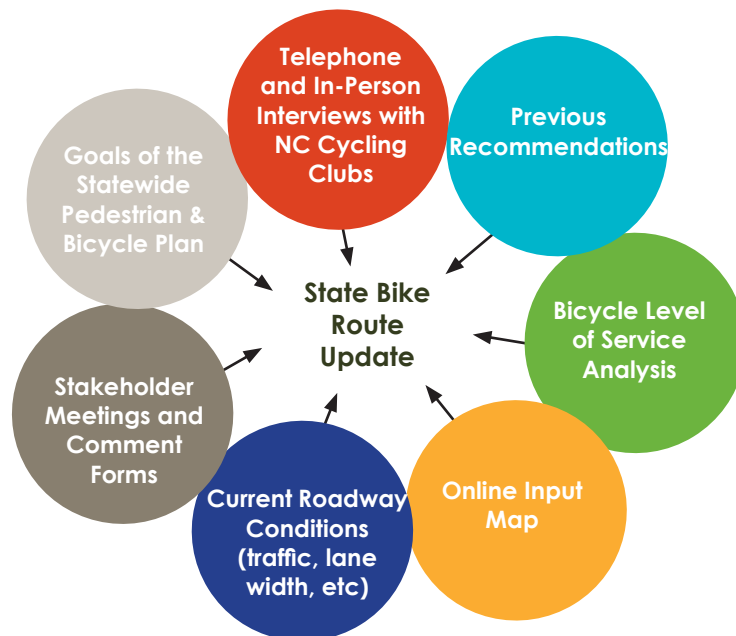 Telephone
and In-Person
Interviews with
NC Cycling
Clubs
Previous
Recommendations
Goals of the
Statewide
Pedestrian &
Bicycle Plan
State Bike
Route
Update
Bicycle Level
of Service
Analysis
Stakeholder
Meetings and
Comment
Forms
Current Roadway
Conditions
(traffic, lane
width, etc)
Online Input
Map